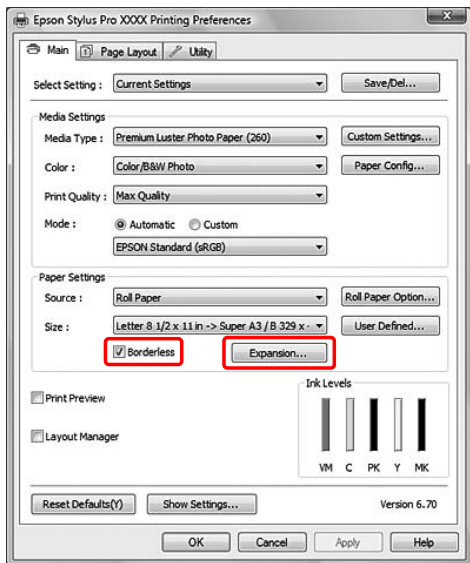 Epson Stylus Pro XXXX Printing Preferences
Main Page Layout Utility
Select Setting : Current Settings Save/Del...
Media Settings
Media Type : Premium Luster Photo Paper (260) Custom Settings...
Color : Color/B&W Photo Paper Config...
Print Quality : Max Quality
Mode : Automatic Custom
EPSON Standard (sRGB)
Paper Settings
Source : Roll Paper Roll Paper Option...
Size : Letter 8 1/2 x 11 in -> Super A3 / B 329 x User Defined...
Borderless Expansion...
Print Preview
Ink Levels
Layout Manager
VM C PK Y MK
Reset Defaults(Y) Show Settings... Version 6.70
OK Cancel Apply Help